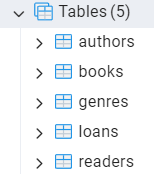 Tables (5)
authors
books
genres
loans
readers